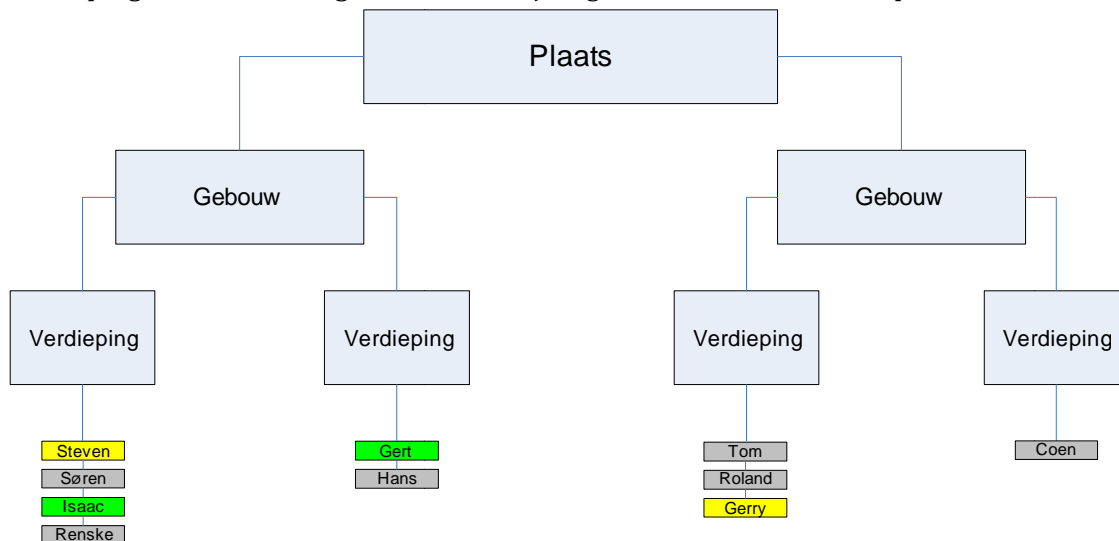 Plaats
Gebouw Gebouw
Verdieping Verdieping Verdieping Verdieping
Steven Gert Tom Coen
Søren Hans Roland
Isaac Gerry
Renske